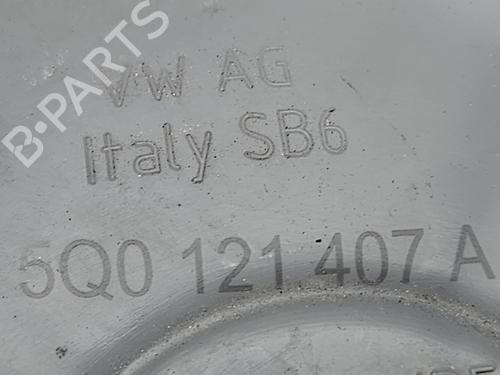 B-PARTS
VW AG
Italy SB6
5Q0 121 407 A